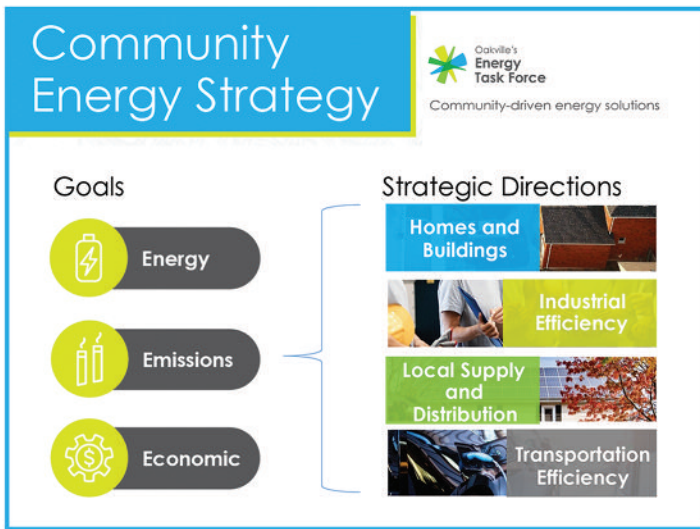 Community
Energy Strategy
Oakville's
Energy
Task Force
Community-driven energy solutions
Goals
Energy
Emissions
Economic
Strategic Directions
Homes and
Buildings
Industrial
Efficiency
Local Supply
and
Distribution
Transportation
Efficiency